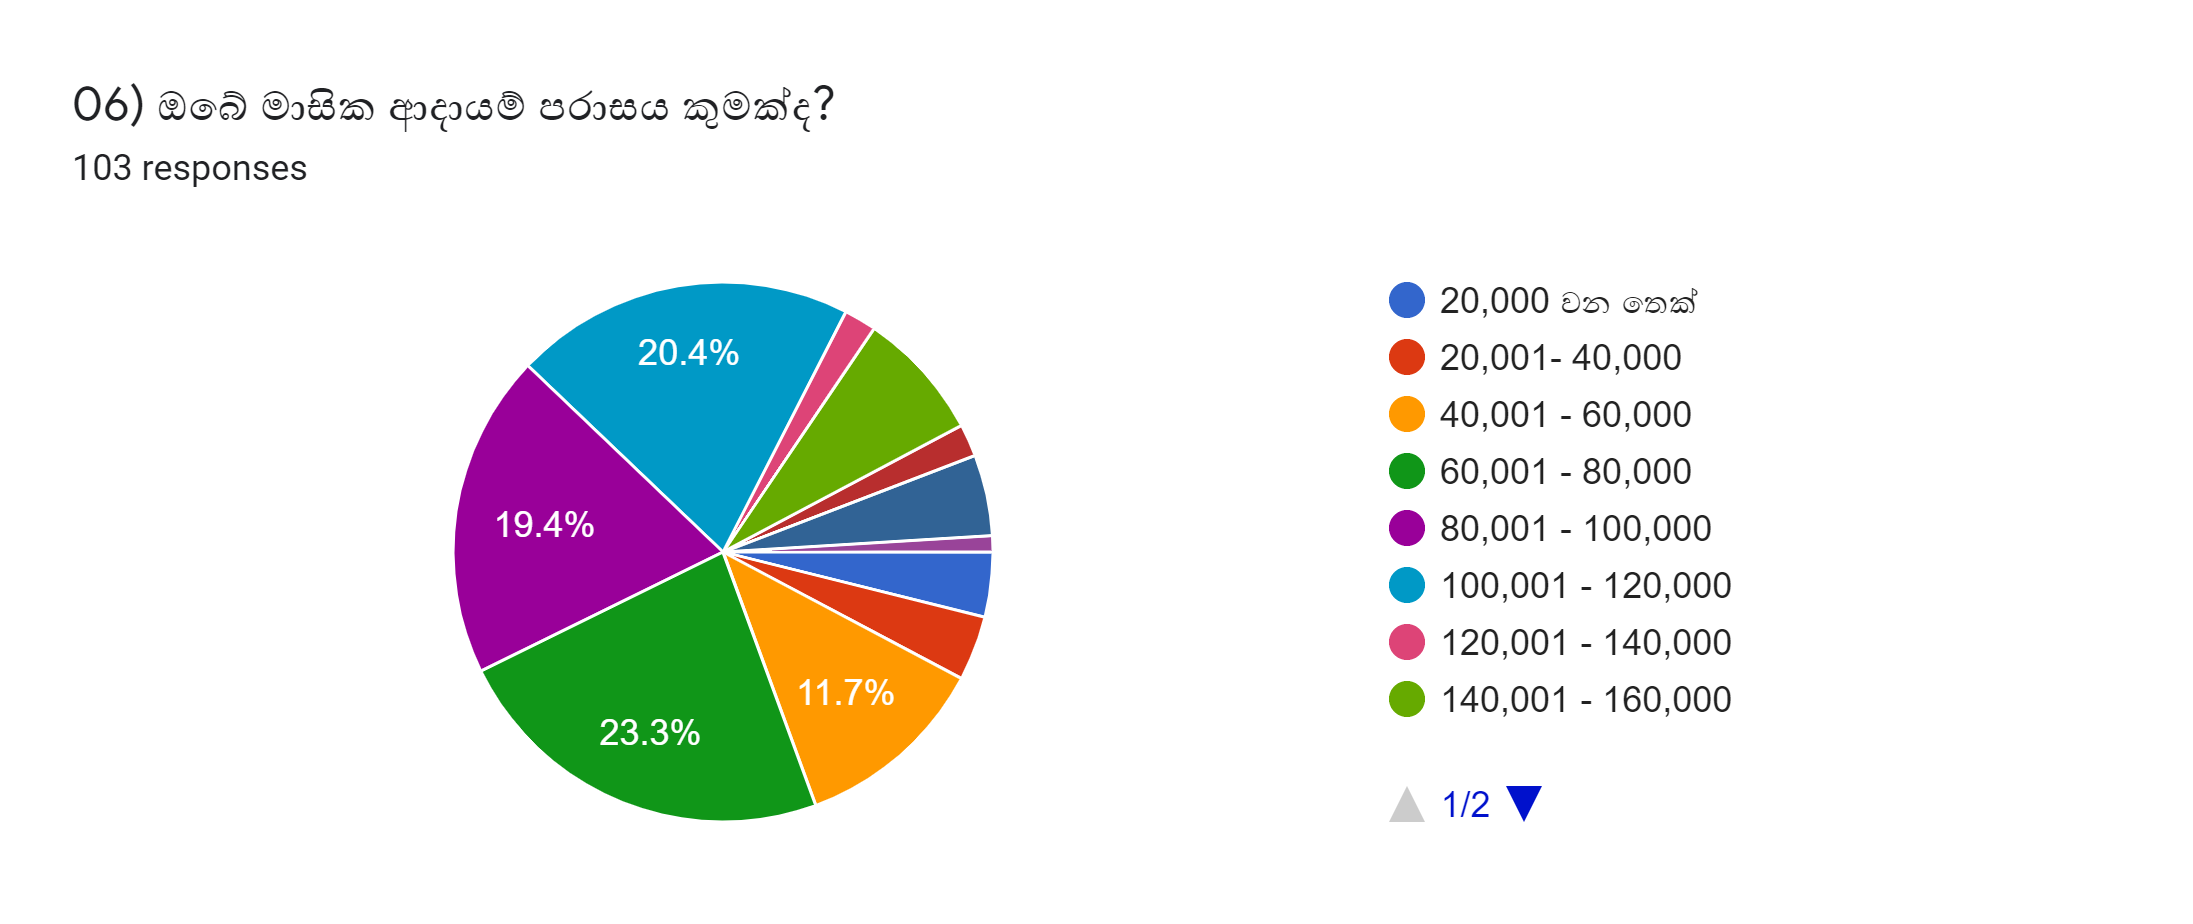 06) ඔබේ මාසික ආදායම් පරාසය කුමක්ද?
103 responses
20.4%
19.4%
11.7%
23.3%
20,000 වන තෙක්
20,001- 40,000
40,001 - 60,000
60,001 - 80,000
80,001 - 100,000
100,001 - 120,000
120,001 - 140,000
140,001 - 160,000
1/2